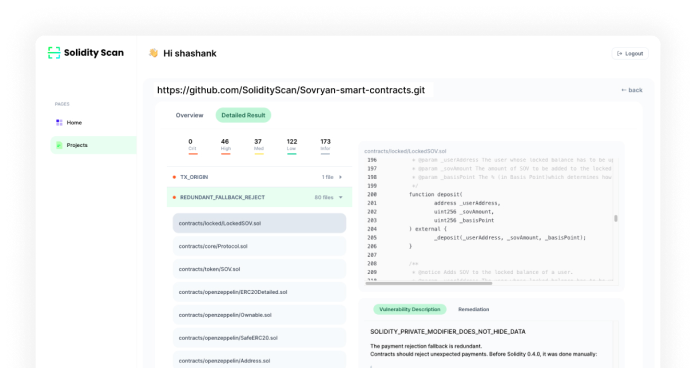 Solidity Scan
👋 Hi shashank
Logout
https://github.com/SolidityScan/Sovryan-smart-contracts.git
← back
PAGES
Home
Projects
Overview
Detailed Result
0 46 37 122 173
Crit High Med Low Info
TX_ORIGIN 1 file
REDUNDANT_FALLBACK_REJECT 80 files
contracts/locked/LockedSOV.sol
contracts/core/Protocol.sol
contracts/token/SOV.sol
contracts/openzeppelin/ERC20Detailed.sol
contracts/openzeppelin/Ownable.sol
contracts/openzeppelin/SafeERC20.sol
contracts/openzeppelin/Address.sol
contracts/locked/LockedSOV.sol
196 * @param _userAddress The user whose locked balance has to be up
197 * @param _sovAmount The amount of SOV to be added to the locked
198 * @param _basisPoint The % (in Basis Point)which determines how
199 */
200 function deposit(
201 address _userAddress,
202 uint256 _sovAmount,
203 uint256 _basisPoint
204 ) external {
205 _deposit(_userAddress, _sovAmount, _basisPoint);
206 }
207
208 /**
209 * @notice Adds SOV to the locked balance of a user.
Vulnerability Description
Remediation
SOLIDITY_PRIVATE_MODIFIER_DOES_NOT_HIDE_DATA
The payment rejection fallback is redundant.
Contracts should reject unexpected payments. Before Solidity 0.4.0, it was done manually: